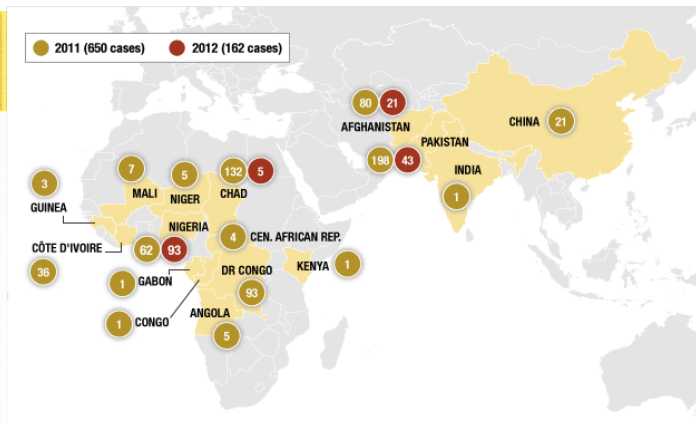 2011 (650 cases) 2012 (162 cases)
80 21
AFGHANISTAN
CHINA 21
PAKISTAN
198 43
INDIA
1
7
MALI
5
NIGER
132 5
CHAD
3
GUINEA
NIGERIA
62 93
4 CEN. AFRICAN REP.
CÔTE D'IVOIRE
36
1 GABON
DR CONGO
93
KENYA 1
1 CONGO
ANGOLA
5